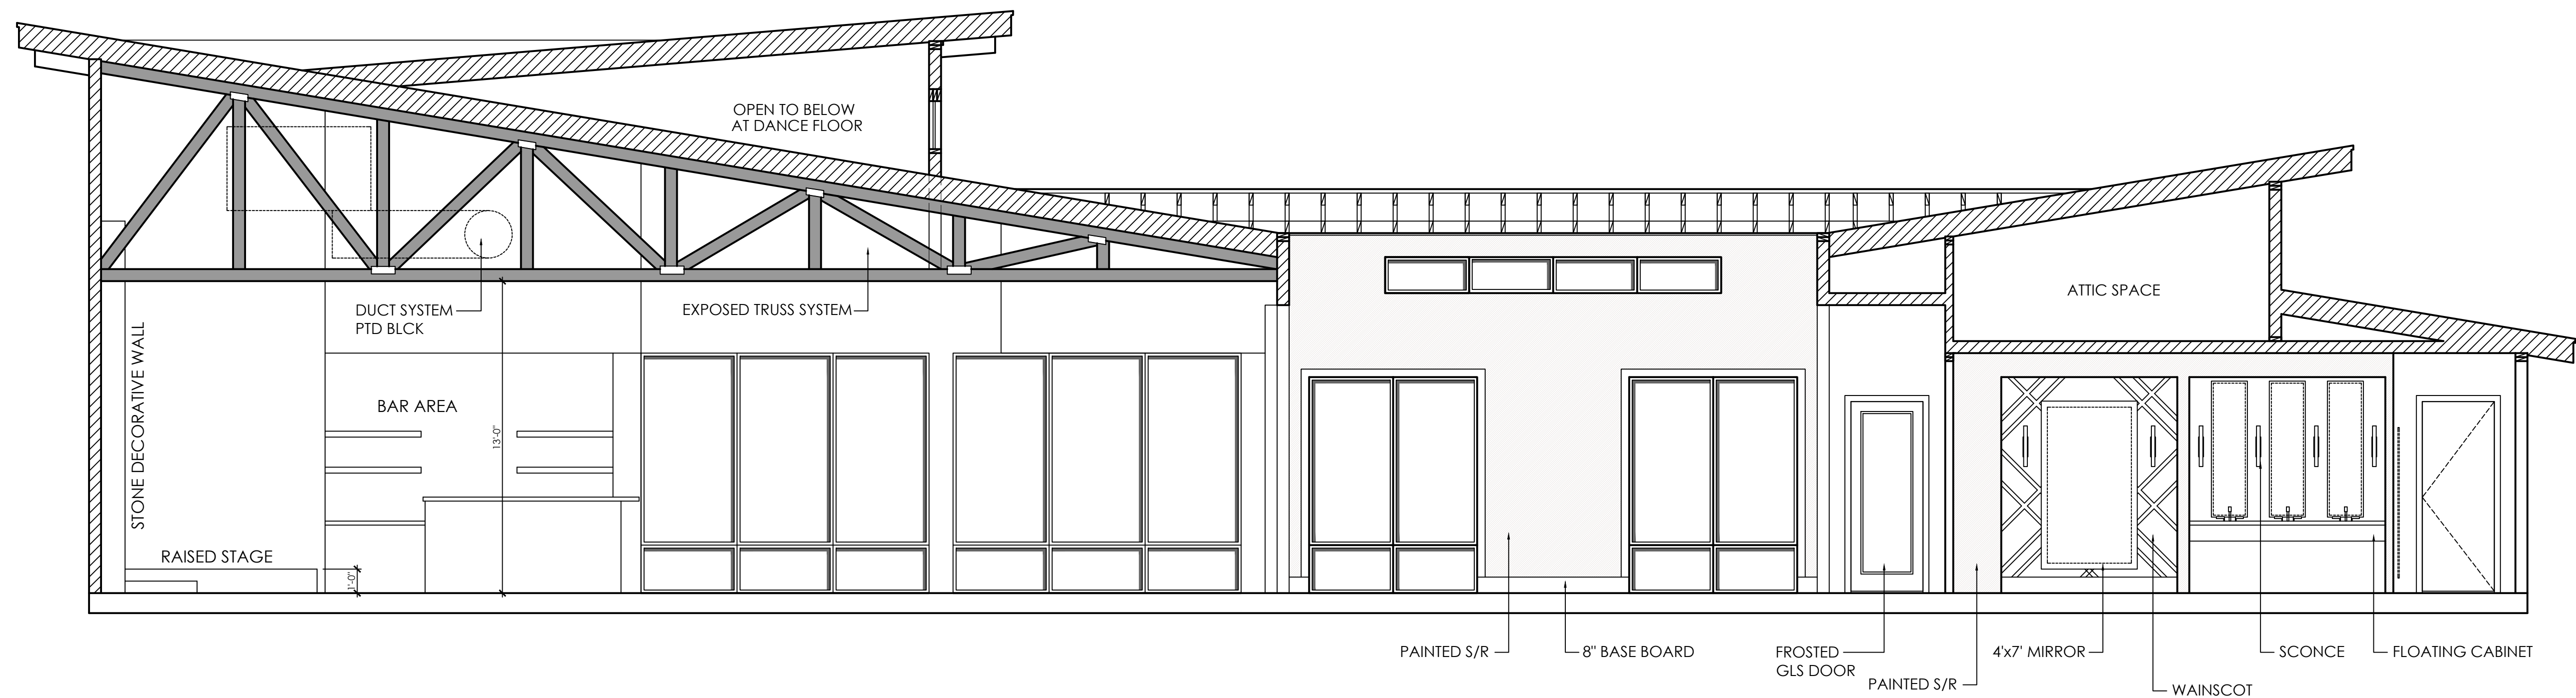 OPEN TO BELOW
AT DANCE FLOOR
ATTIC SPACE
DUCT SYSTEM
PTD BLCK
EXPOSED TRUSS SYSTEM
STONE DECORATIVE WALL
BAR AREA
13'-0"
RAISED STAGE
1'-0"
PAINTED S/R
8" BASE BOARD
FROSTED
GLS DOOR
PAINTED S/R
4'x7' MIRROR
WAINSCOT
SCONCE
FLOATING CABINET